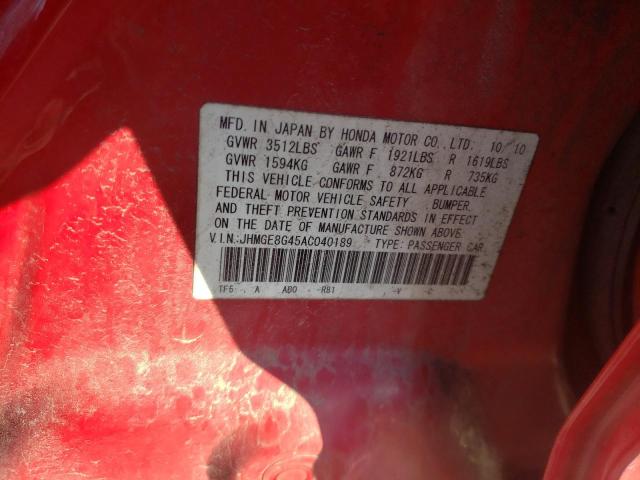 MFD. IN JAPAN BY HONDA MOTOR CO., LTD. 10/10
GVWR 3512LBS GAWR F 1921LBS R 1619LBS
GVWR 1594KG GAWR F 872KG R 735KG
THIS VEHICLE CONFORMS TO ALL APPLICABLE
FEDERAL MOTOR VEHICLE SAFETY, BUMPER,
AND THEFT PREVENTION STANDARDS IN EFFECT
ON THE DATE OF MANUFACTURE SHOWN ABOVE.
V.I.N:JHMGE8G45AC040189 TYPE: PASSENGER CAR
TF5 - A AB0 - -R81 - -V -C